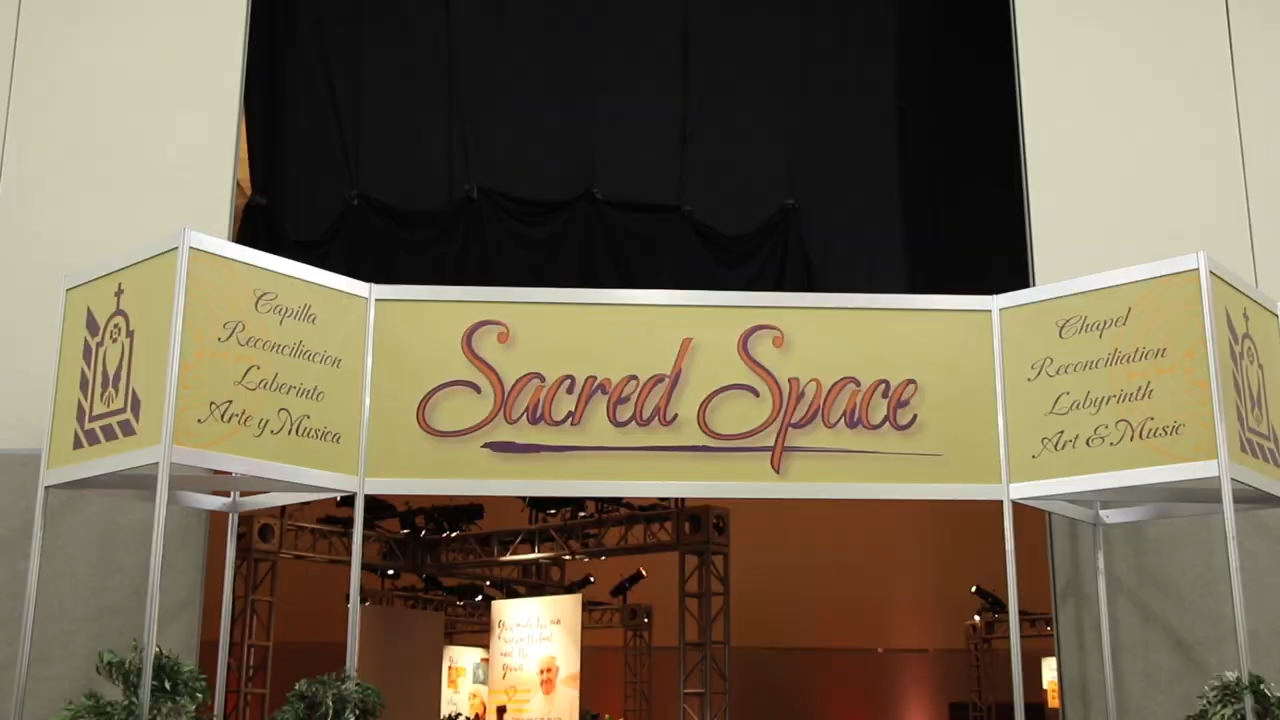 Capilla
Reconciliacion
Laberinto
Arte y Musica
Sacred Space
Chapel
Reconciliation
Labyrinth
Art & Music